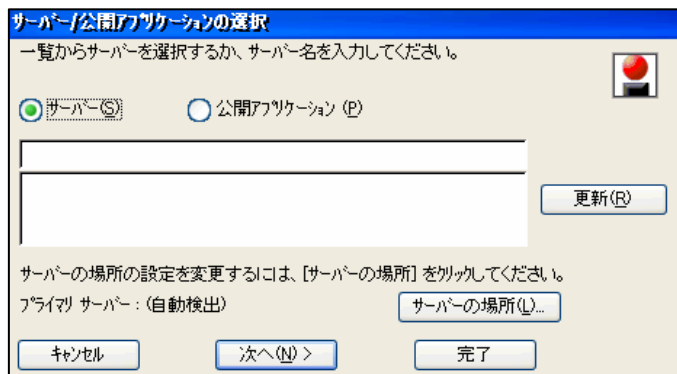 サーバー/公開アプリケーションの選択
一覧からサーバーを選択するか、サーバー名を入力してください。
サーバー(S) 公開アプリケーション (P)
更新(R)
サーバーの場所の設定を変更するには、[サーバーの場所] をクリックしてください。
プライマリ サーバー : (自動検出) サーバーの場所(L)...
キャンセル 次へ(N) > 完了